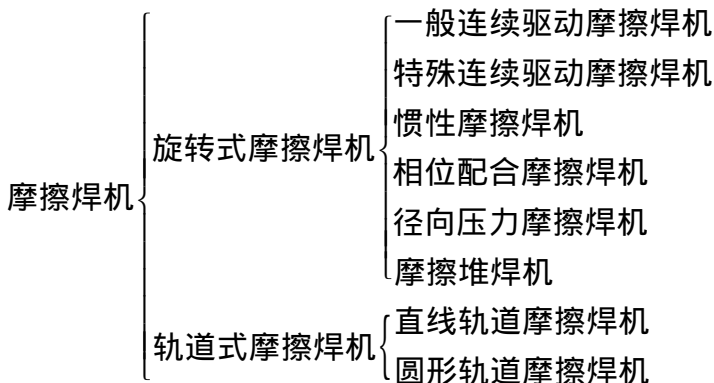 摩擦焊机
旋转式摩擦焊机
一般连续驱动摩擦焊机
特殊连续驱动摩擦焊机
惯性摩擦焊机
相位配合摩擦焊机
径向压力摩擦焊机
摩擦堆焊机
轨道式摩擦焊机
直线轨道摩擦焊机
圆形轨道摩擦焊机